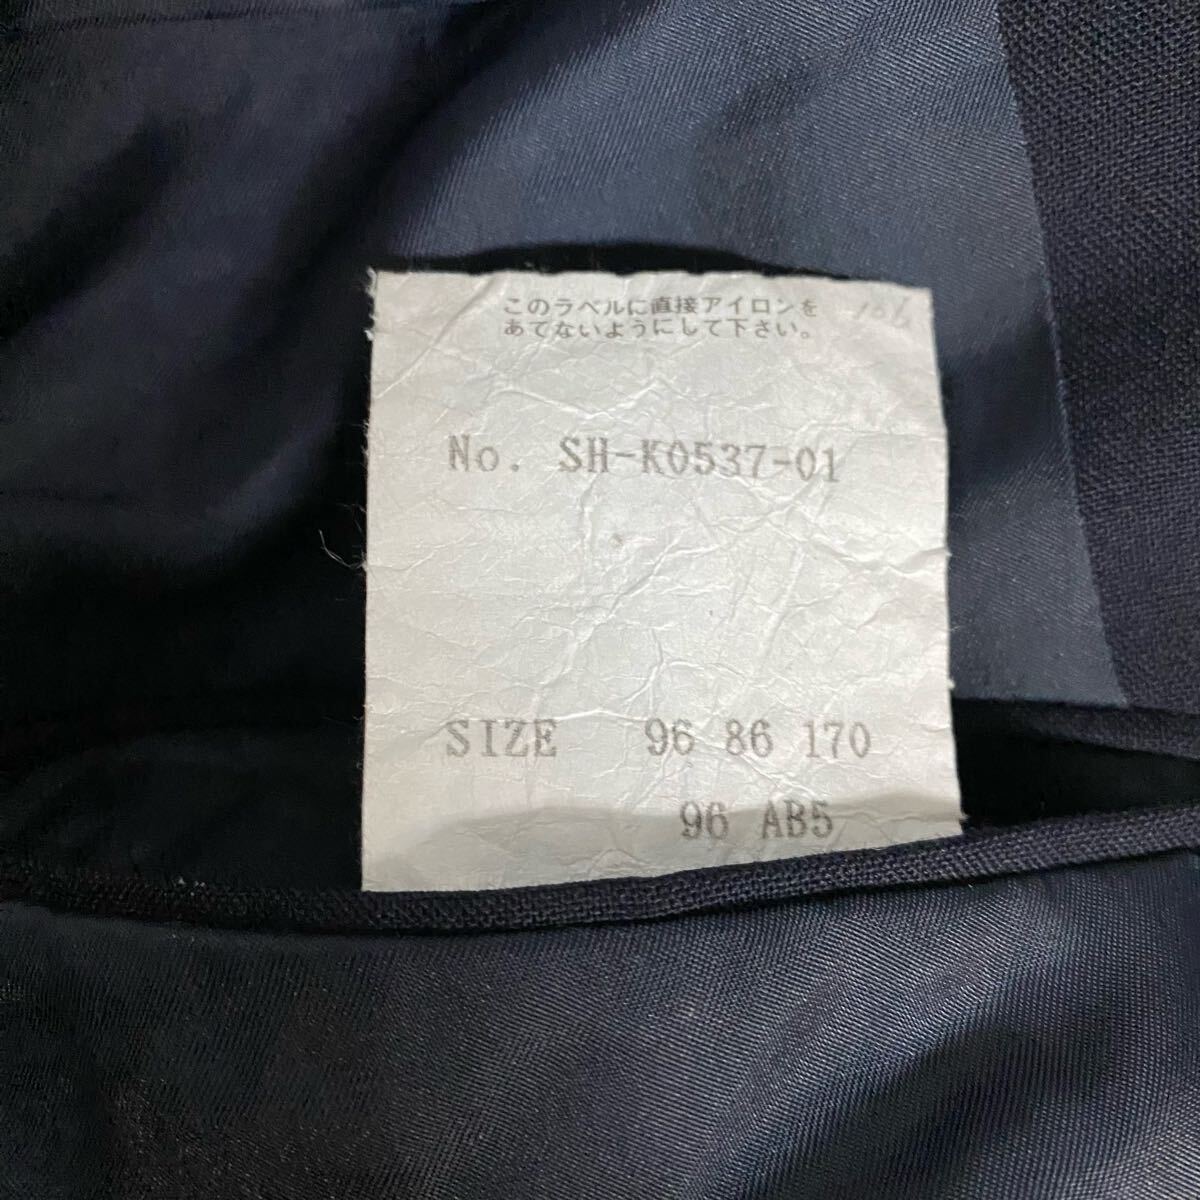 このラベルに直接アイロンを
あてないようにして下さい。
No. SH-K0537-01
SIZE 96 86 170
96 AB5